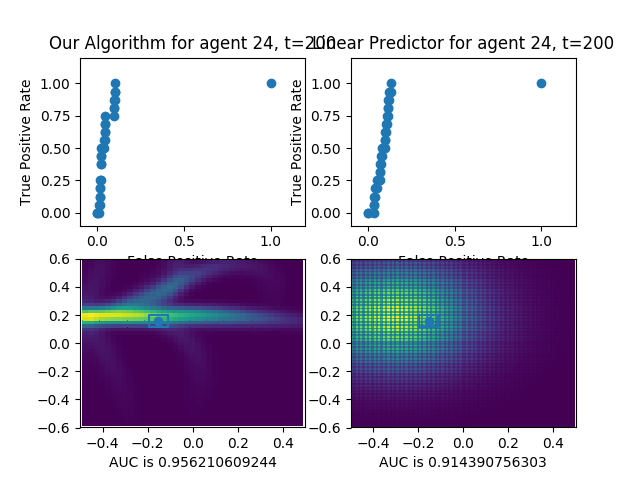 Our Algorithm for agent 24, t=200
Linear Predictor for agent 24, t=200
True Positive Rate
1.00
0.75
0.50
0.25
0.00
0.0 0.5 1.0
False Positive Rate
True Positive Rate
1.00
0.75
0.50
0.25
0.00
0.0 0.5 1.0
False Positive Rate
0.6
0.4
0.2
0.0
−0.2
−0.4
−0.6
−0.4 −0.2 0.0 0.2 0.4
AUC is 0.956210609244
0.6
0.4
0.2
0.0
−0.2
−0.4
−0.6
−0.4 −0.2 0.0 0.2 0.4
AUC is 0.914390756303